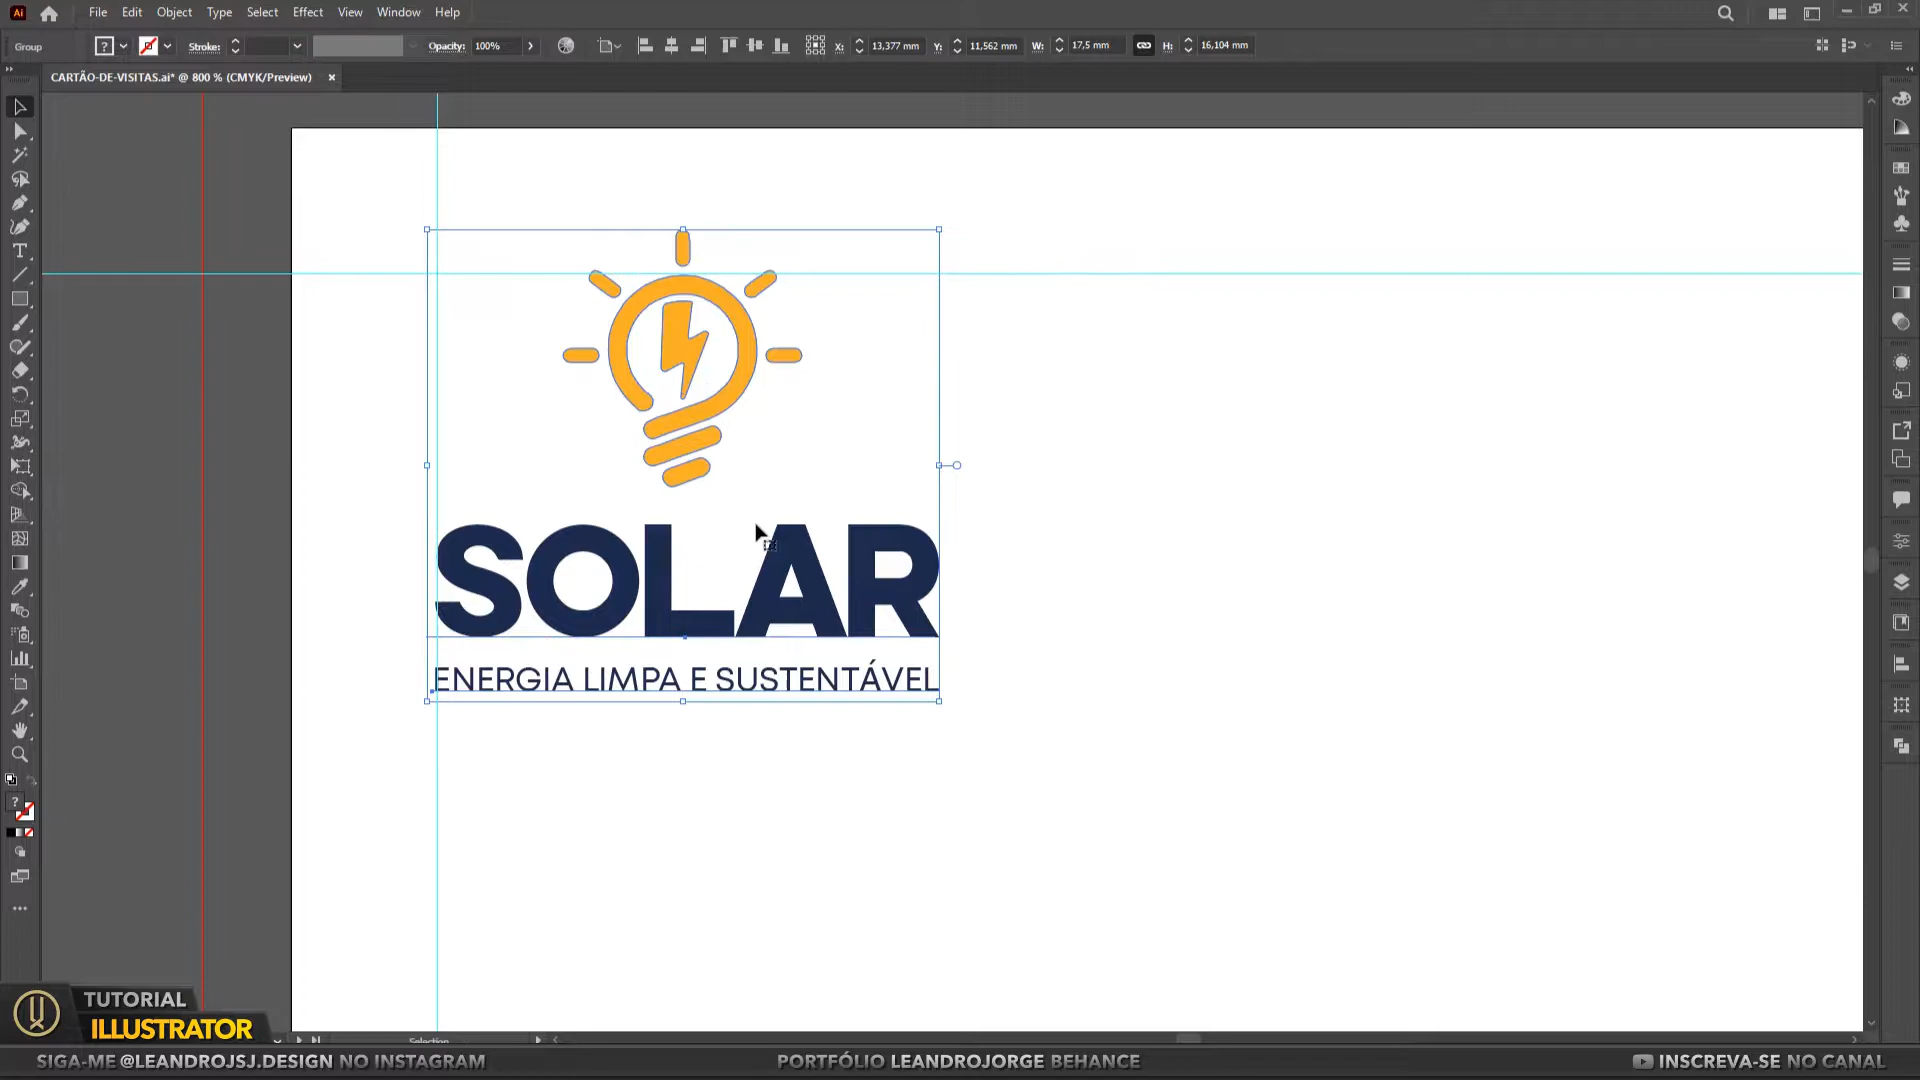 Ai File Edit Object Type Select Effect View Window Help
Group ? Stroke: Opacity: 100% X: 13,377 mm Y: 11,562 mm W: 17,5 mm H: 16,104 mm
CARTÃO-DE-VISITAS.ai* @ 800 % (CMYK/Preview) ×
SOLAR
ENERGIA LIMPA E SUSTENTÁVEL
?
TUTORIAL
ILLUSTRATOR
Selection
SIGA-ME @LEANDROJSJ.DESIGN NO INSTAGRAM
PORTFÓLIO LEANDROJORGE BEHANCE
INSCREVA-SE NO CANAL